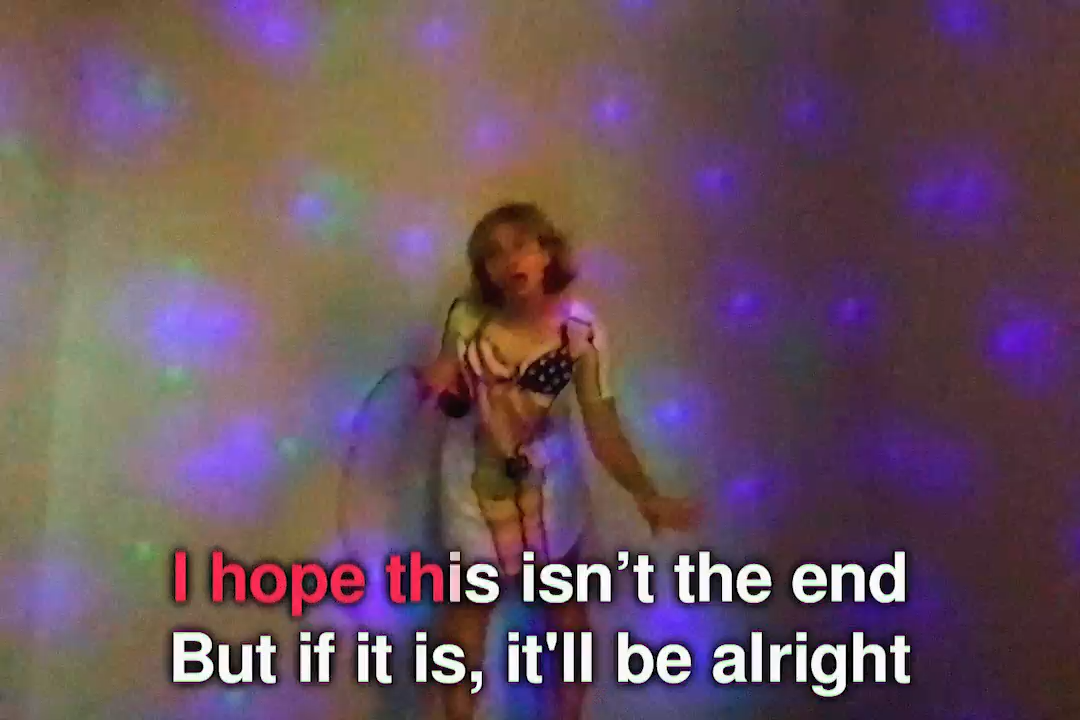 I hope this isn’t the end
But if it is, it'll be alright